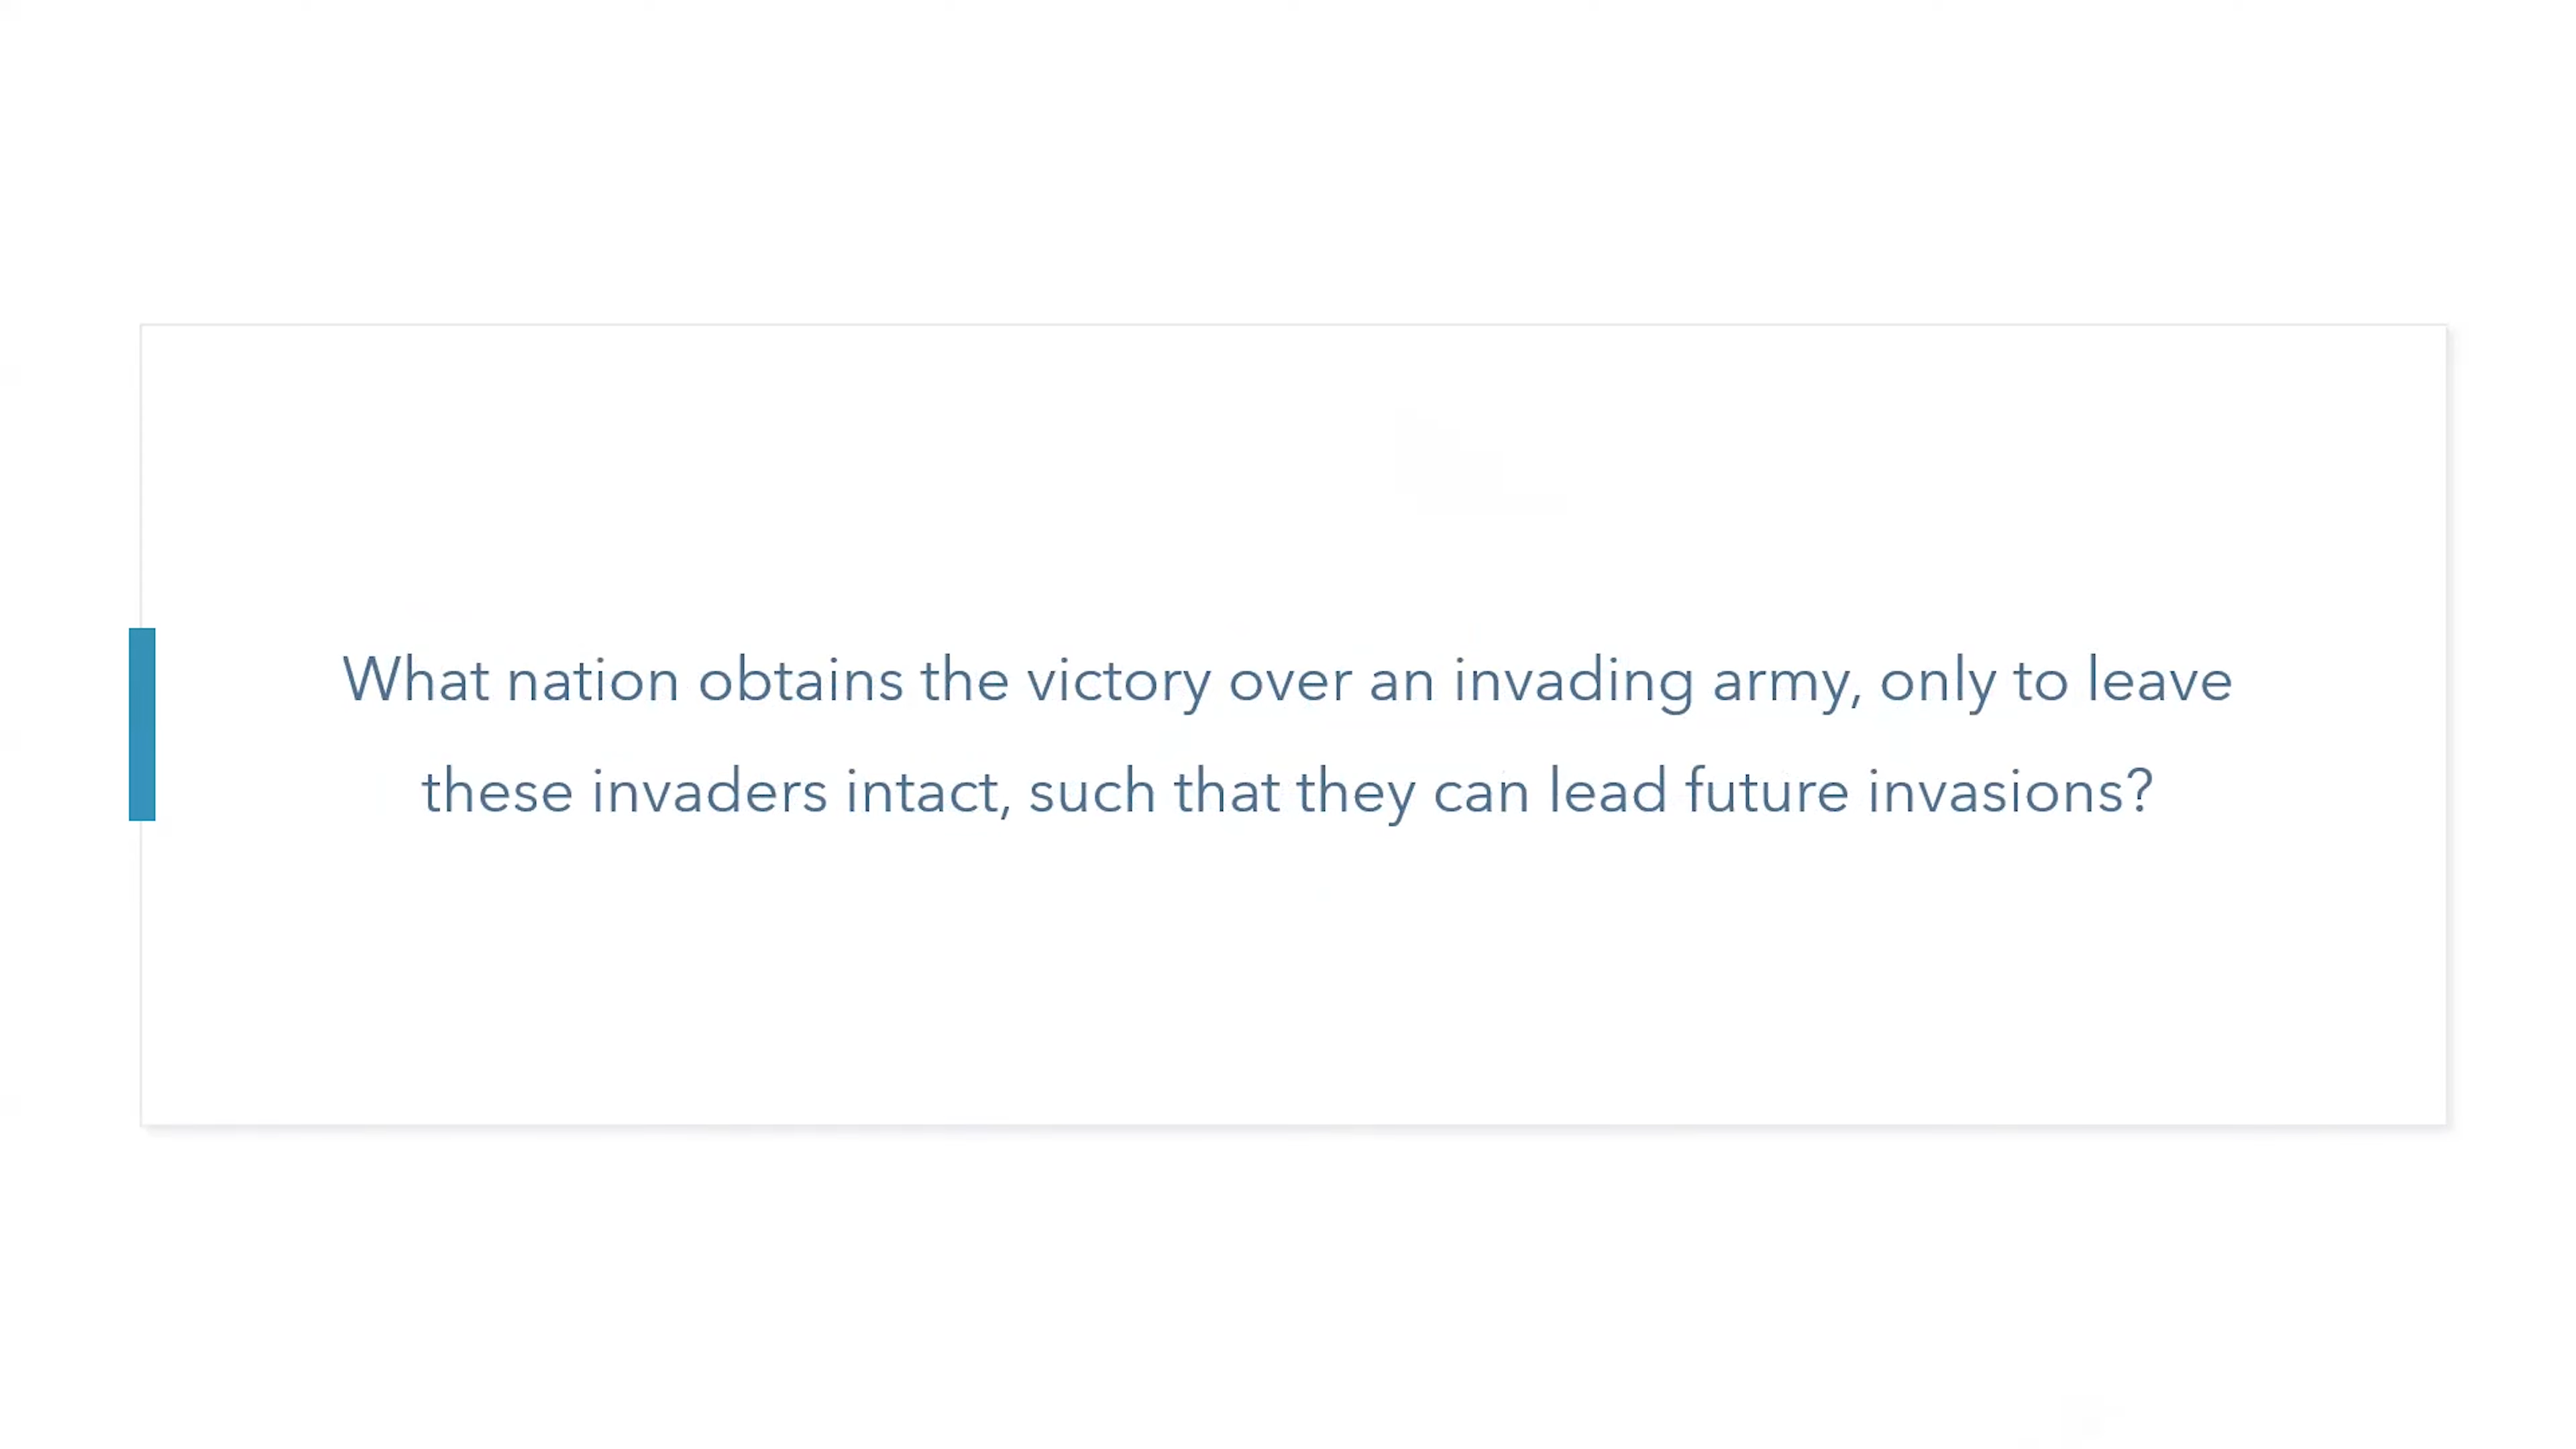 What nation obtains the victory over an invading army, only to leave
these invaders intact, such that they can lead future invasions?